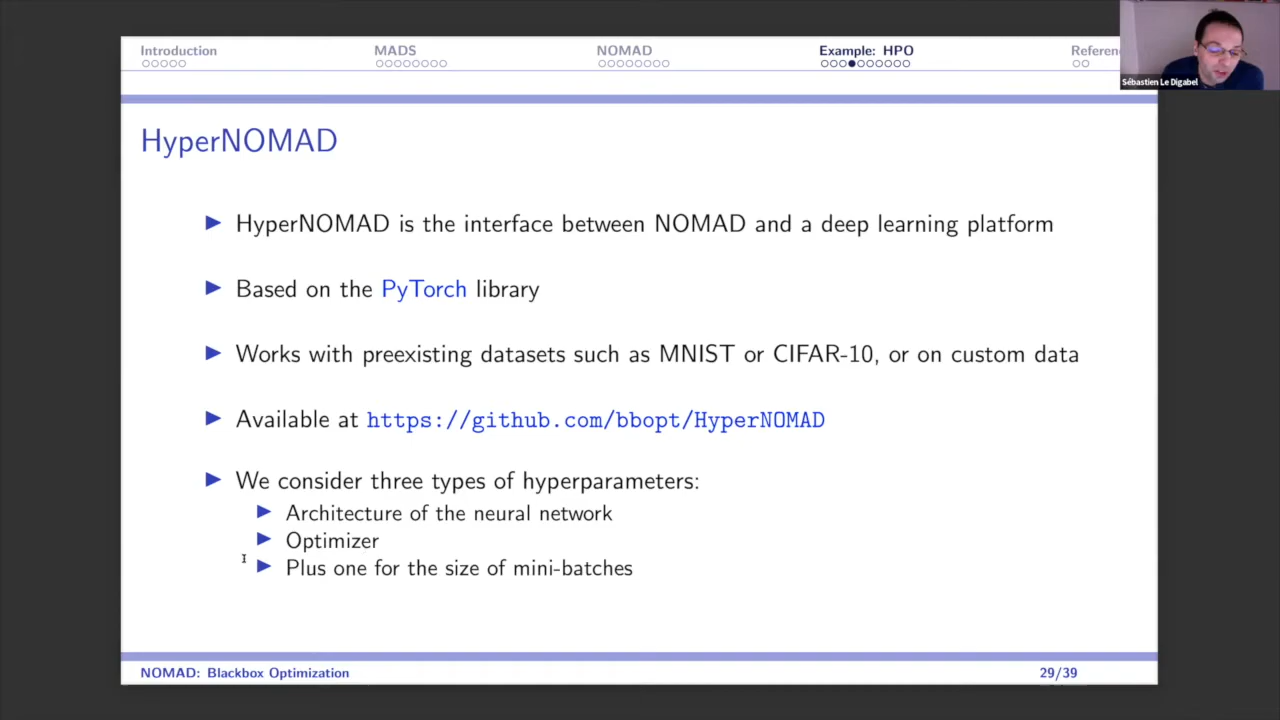 Introduction MADS NOMAD Example: HPO Referen
Sébastien Le Digabel
HyperNOMAD
HyperNOMAD is the interface between NOMAD and a deep learning platform
Based on the PyTorch library
Works with preexisting datasets such as MNIST or CIFAR-10, or on custom data
Available at https://github.com/bbopt/HyperNOMAD
We consider three types of hyperparameters:
Architecture of the neural network
Optimizer
Plus one for the size of mini-batches
NOMAD: Blackbox Optimization 29/39